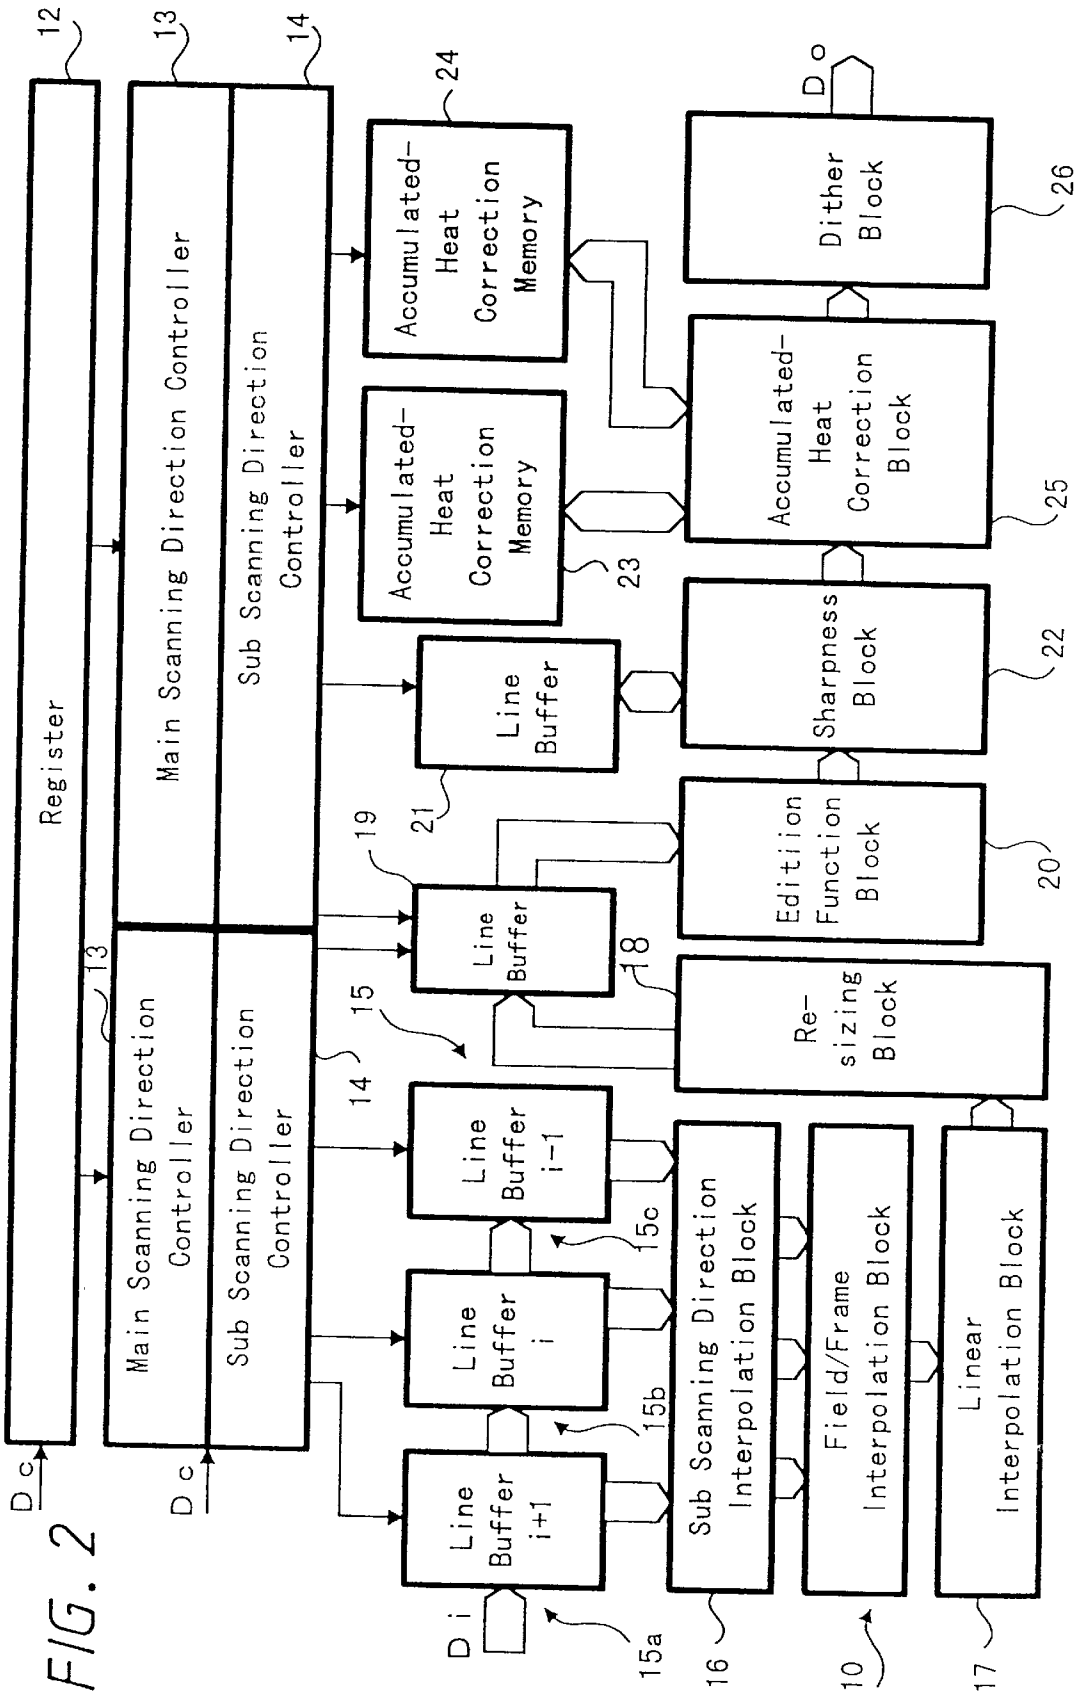 FIG. 2
Dc
Register
12
Dc
Main Scanning Direction
Controller
13
Main Scanning Direction Controller
13
Sub Scanning Direction
Controller
14
Sub Scanning Direction
Controller
14
Di
Line
Buffer
i+1
15a
Line
Buffer
i
15b
Line
Buffer
i-1
15c
15
Line
Buffer
19
Line
Buffer
21
Accumulated-
Heat
Correction
Memory
23
Accumulated-
Heat
Correction
Memory
24
Sub Scanning Direction
Interpolation Block
16
Field/Frame
Interpolation Block
10
Linear
Interpolation Block
17
Re-
sizing
Block
18
Editiion
Function
Block
20
Sharpness
Block
22
Accumulated-
Heat
Correction
Block
25
Dither
Block
26
Do